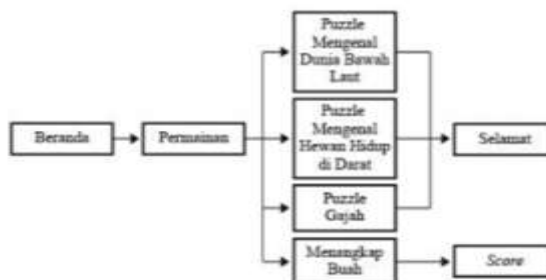 Beranda
Permainan
Puzzle
Mengenal
Dunia Bawah
Laut
Puzzle
Mengenal
Hewan Hidup
di Darat
Puzzle
Gajah
Menangkap
Buah
Selamat
Score